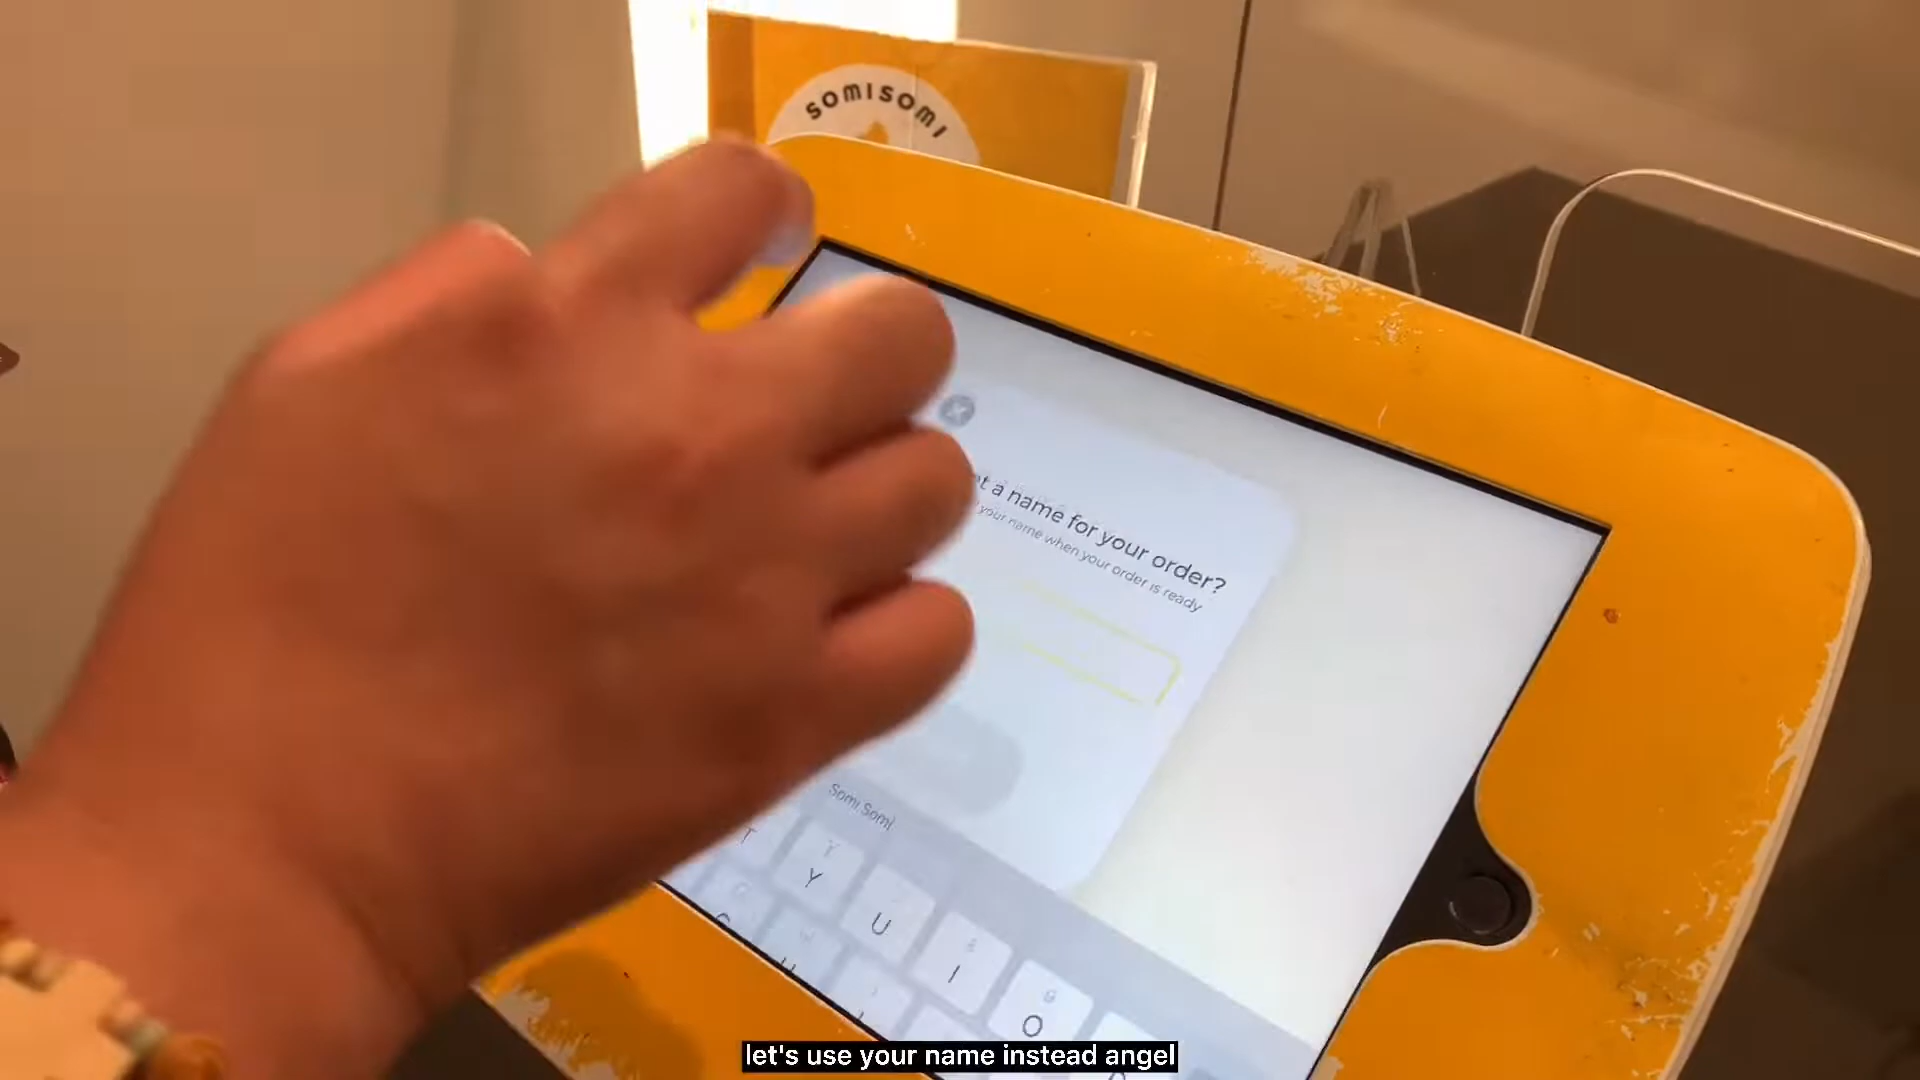 SOMISOMI
a name for your order?
your name when your order is ready
Somi Somi
T Y U I O
let's use your name instead angel